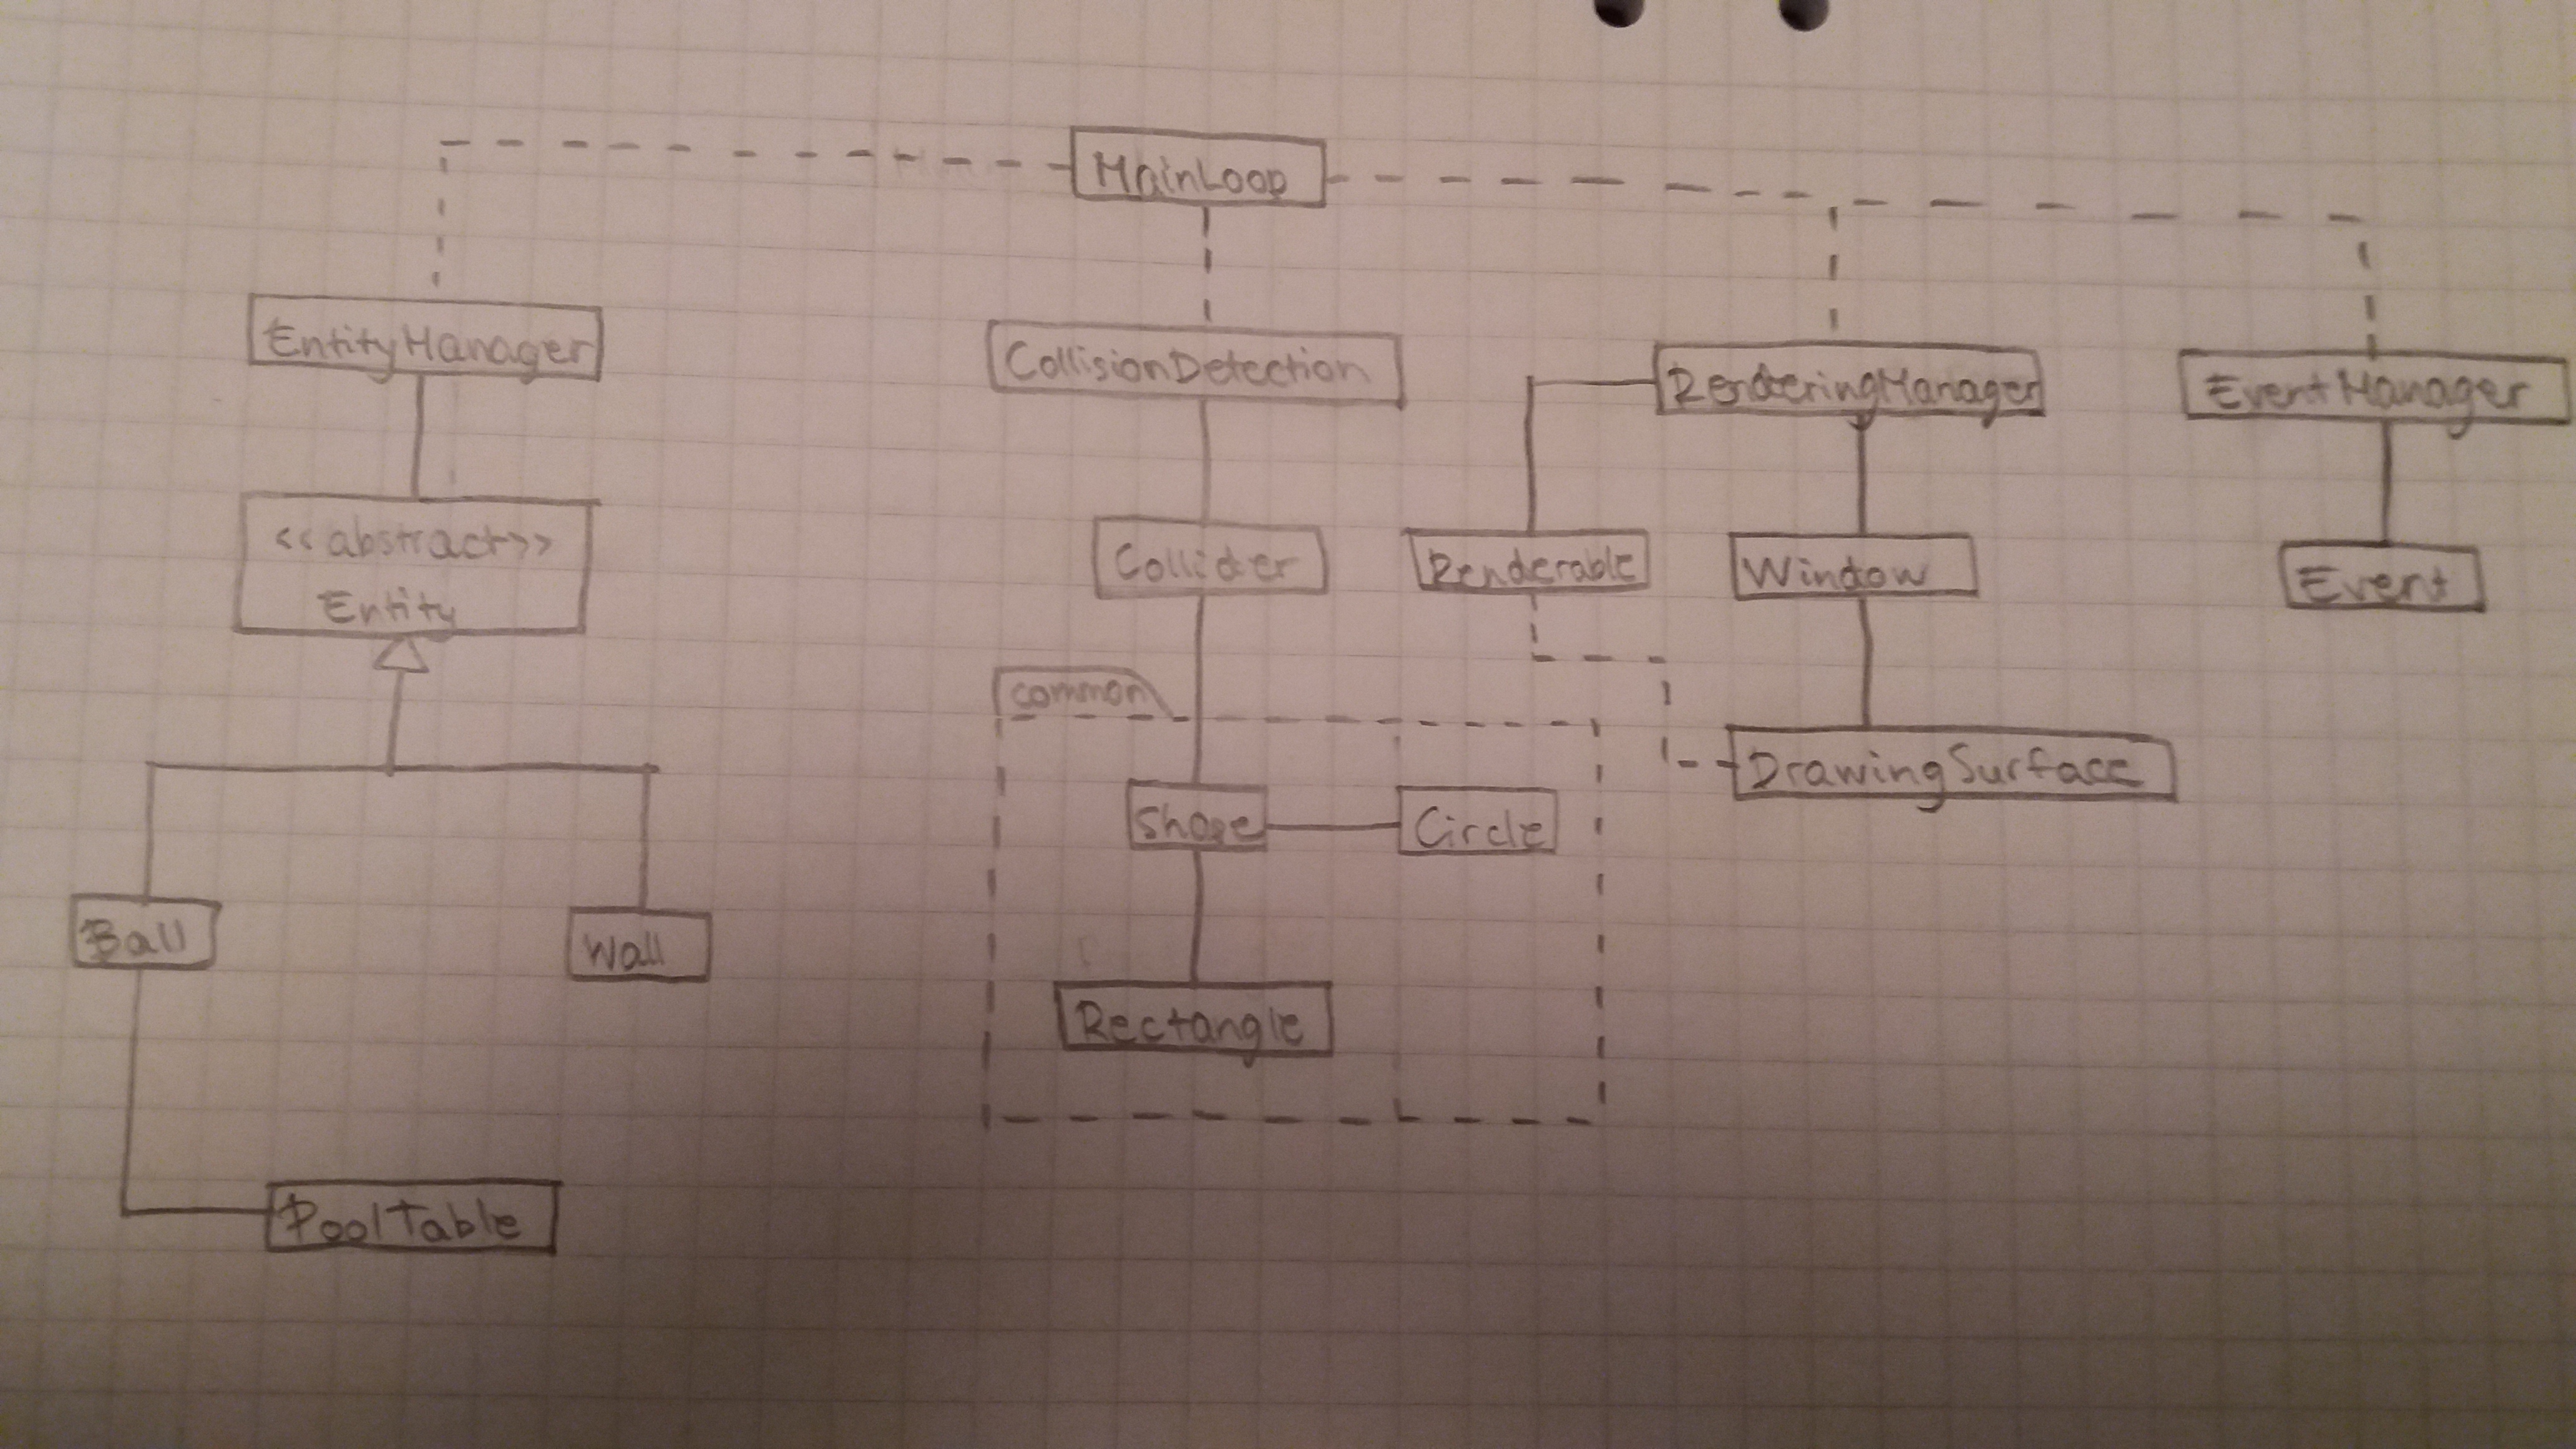 MainLoop
EntityManager
CollisionDetection
RenderingManager
EventManager
<<abstract>>
Entity
Collider
Renderable
Window
Event
common
DrawingSurface
Shape
Circle
Ball
Wall
Rectangle
PoolTable